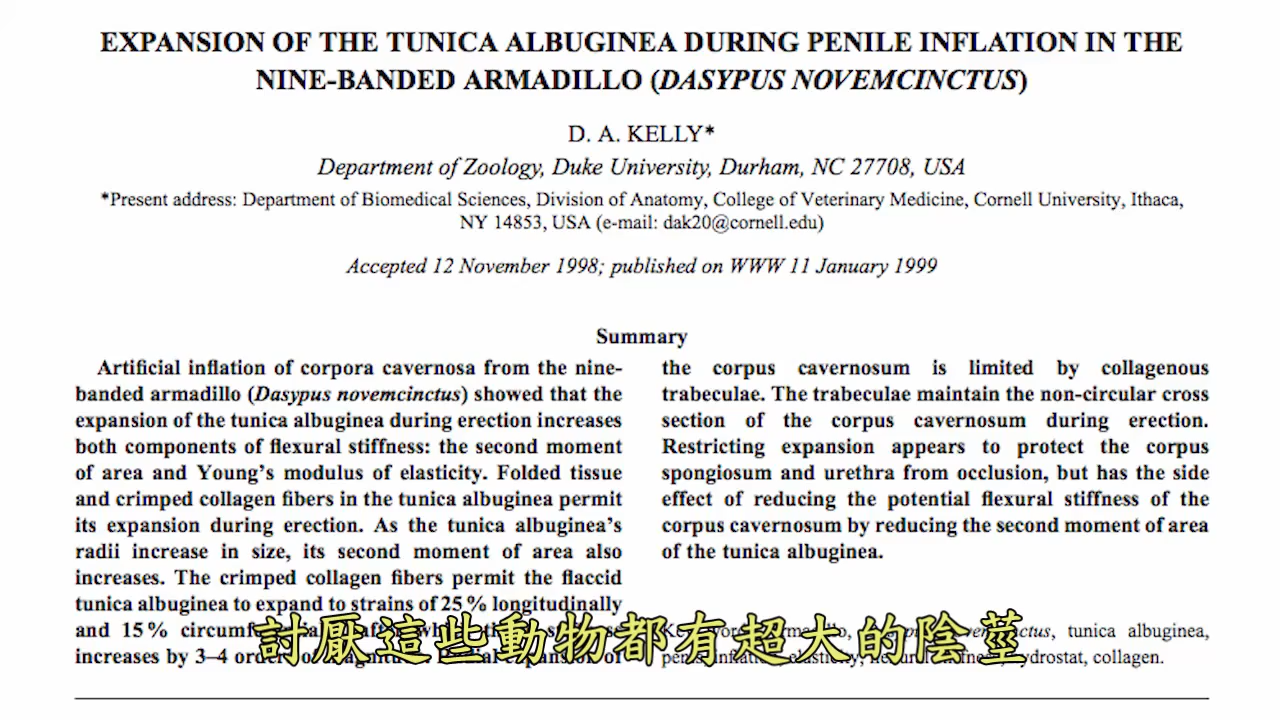 EXPANSION OF THE TUNICA ALBUGINEA DURING PENILE INFLATION IN THE
NINE-BANDED ARMADILLO (DASYPUS NOVEMCINCTUS)
D. A. KELLY*
Department of Zoology, Duke University, Durham, NC 27708, USA
*Present address: Department of Biomedical Sciences, Division of Anatomy, College of Veterinary Medicine, Cornell University, Ithaca,
NY 14853, USA (e-mail: dak20@cornell.edu)
Accepted 12 November 1998; published on WWW 11 January 1999
Summary
Artificial inflation of corpora cavernosa from the nine-
banded armadillo (Dasypus novemcinctus) showed that the
expansion of the tunica albuginea during erection increases
both components of flexural stiffness: the second moment
of area and Young's modulus of elasticity. Folded tissue
and crimped collagen fibers in the tunica albuginea permit
its expansion during erection. As the tunica albuginea's
radii increase in size, its second moment of area also
increases. The crimped collagen fibers permit the flaccid
tunica albuginea to expand to strains of 25 % longitudinally
and 15 %
increases by 3–4
the corpus cavernosum is limited by collagenous
trabeculae. The trabeculae maintain the non-circular cross
section of the corpus cavernosum during erection.
Restricting expansion appears to protect the corpus
spongiosum and urethra from occlusion, but has the side
effect of reducing the potential flexural stiffness of the
corpus cavernosum by reducing the second moment of area
of the tunica albuginea.
tunica albuginea,
hydrostat, collagen.
討厭這些動物都有超大的陰莖